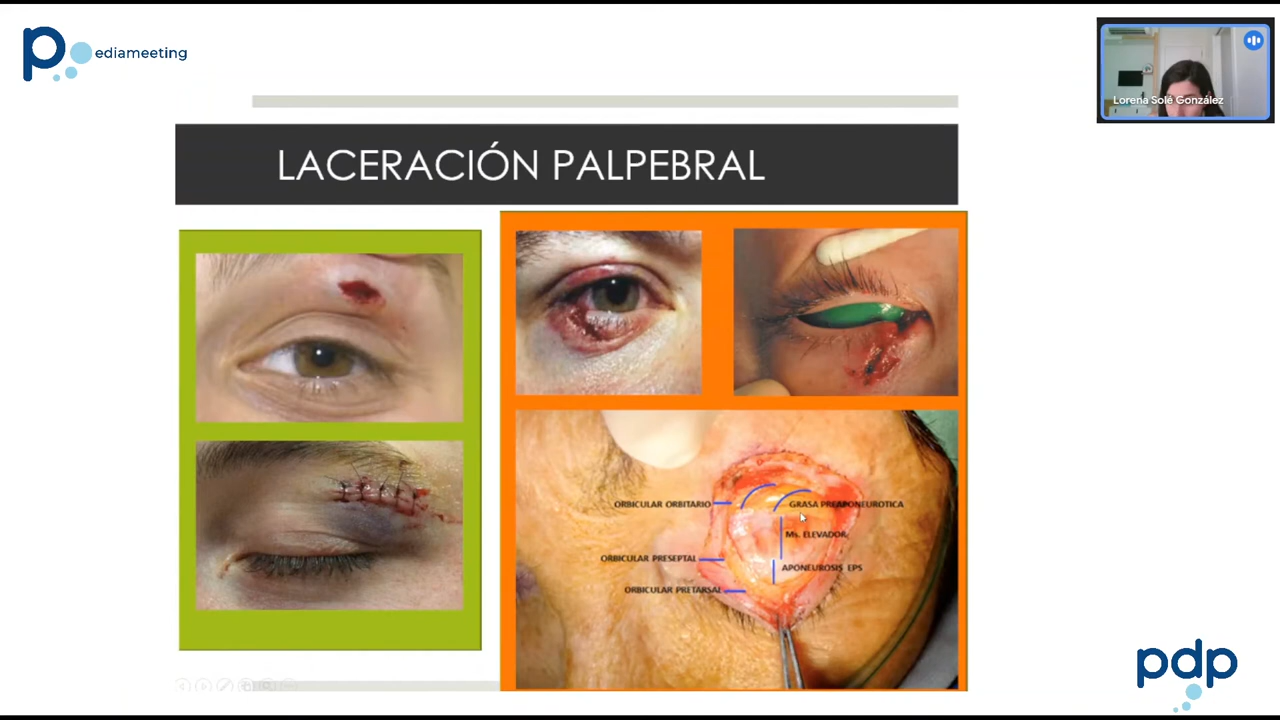 pediameeting
Lorena Solé González
LACERACIÓN PALPEBRAL
ORBICULAR ORBITARIO
GRASA PREAPONEUROTICA
Ms. ELEVADOR
ORBICULAR PRESEPTAL
APONEUROSIS EPS
ORBICULAR PRETARSAL
pdp